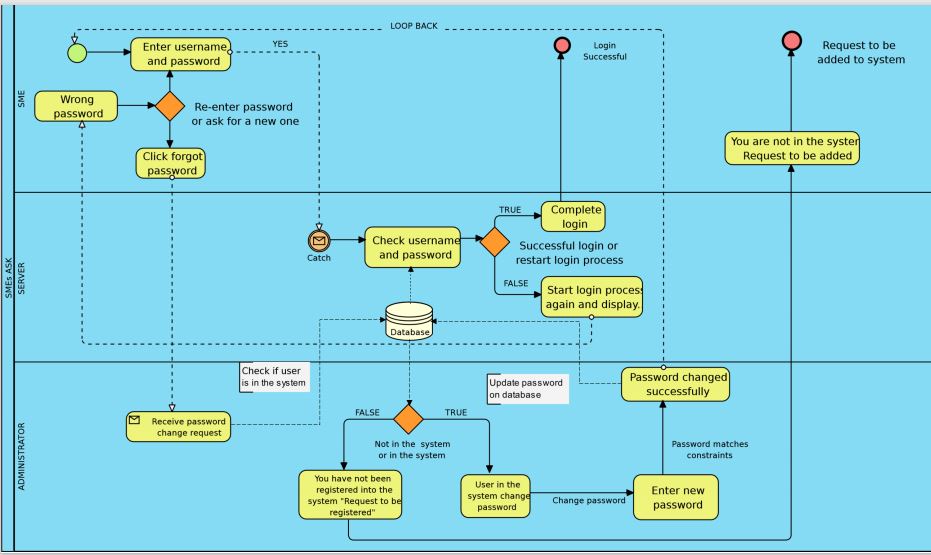 LOOP BACK
Enter username
and password
YES
Login
Successful
Request to be
added to system
SME
Wrong
password
Re-enter password
or ask for a new one
Click forgot
password
You are not in the system
Request to be added
SMEs ASK
SERVER
Catch
Check username
and password
TRUE
Complete
login
Successful login or
restart login process
FALSE
Start login process
again and display.
Database
Check if user
is in the system
Update password
on database
Password changed
successfully
ADMINISTRATOR
Receive password
change request
FALSE
TRUE
Not in the system
or in the system
Password matches
constraints
You have not been
registered into the
system "Request to be
registered"
User in the
system change
password
Change password
Enter new
password